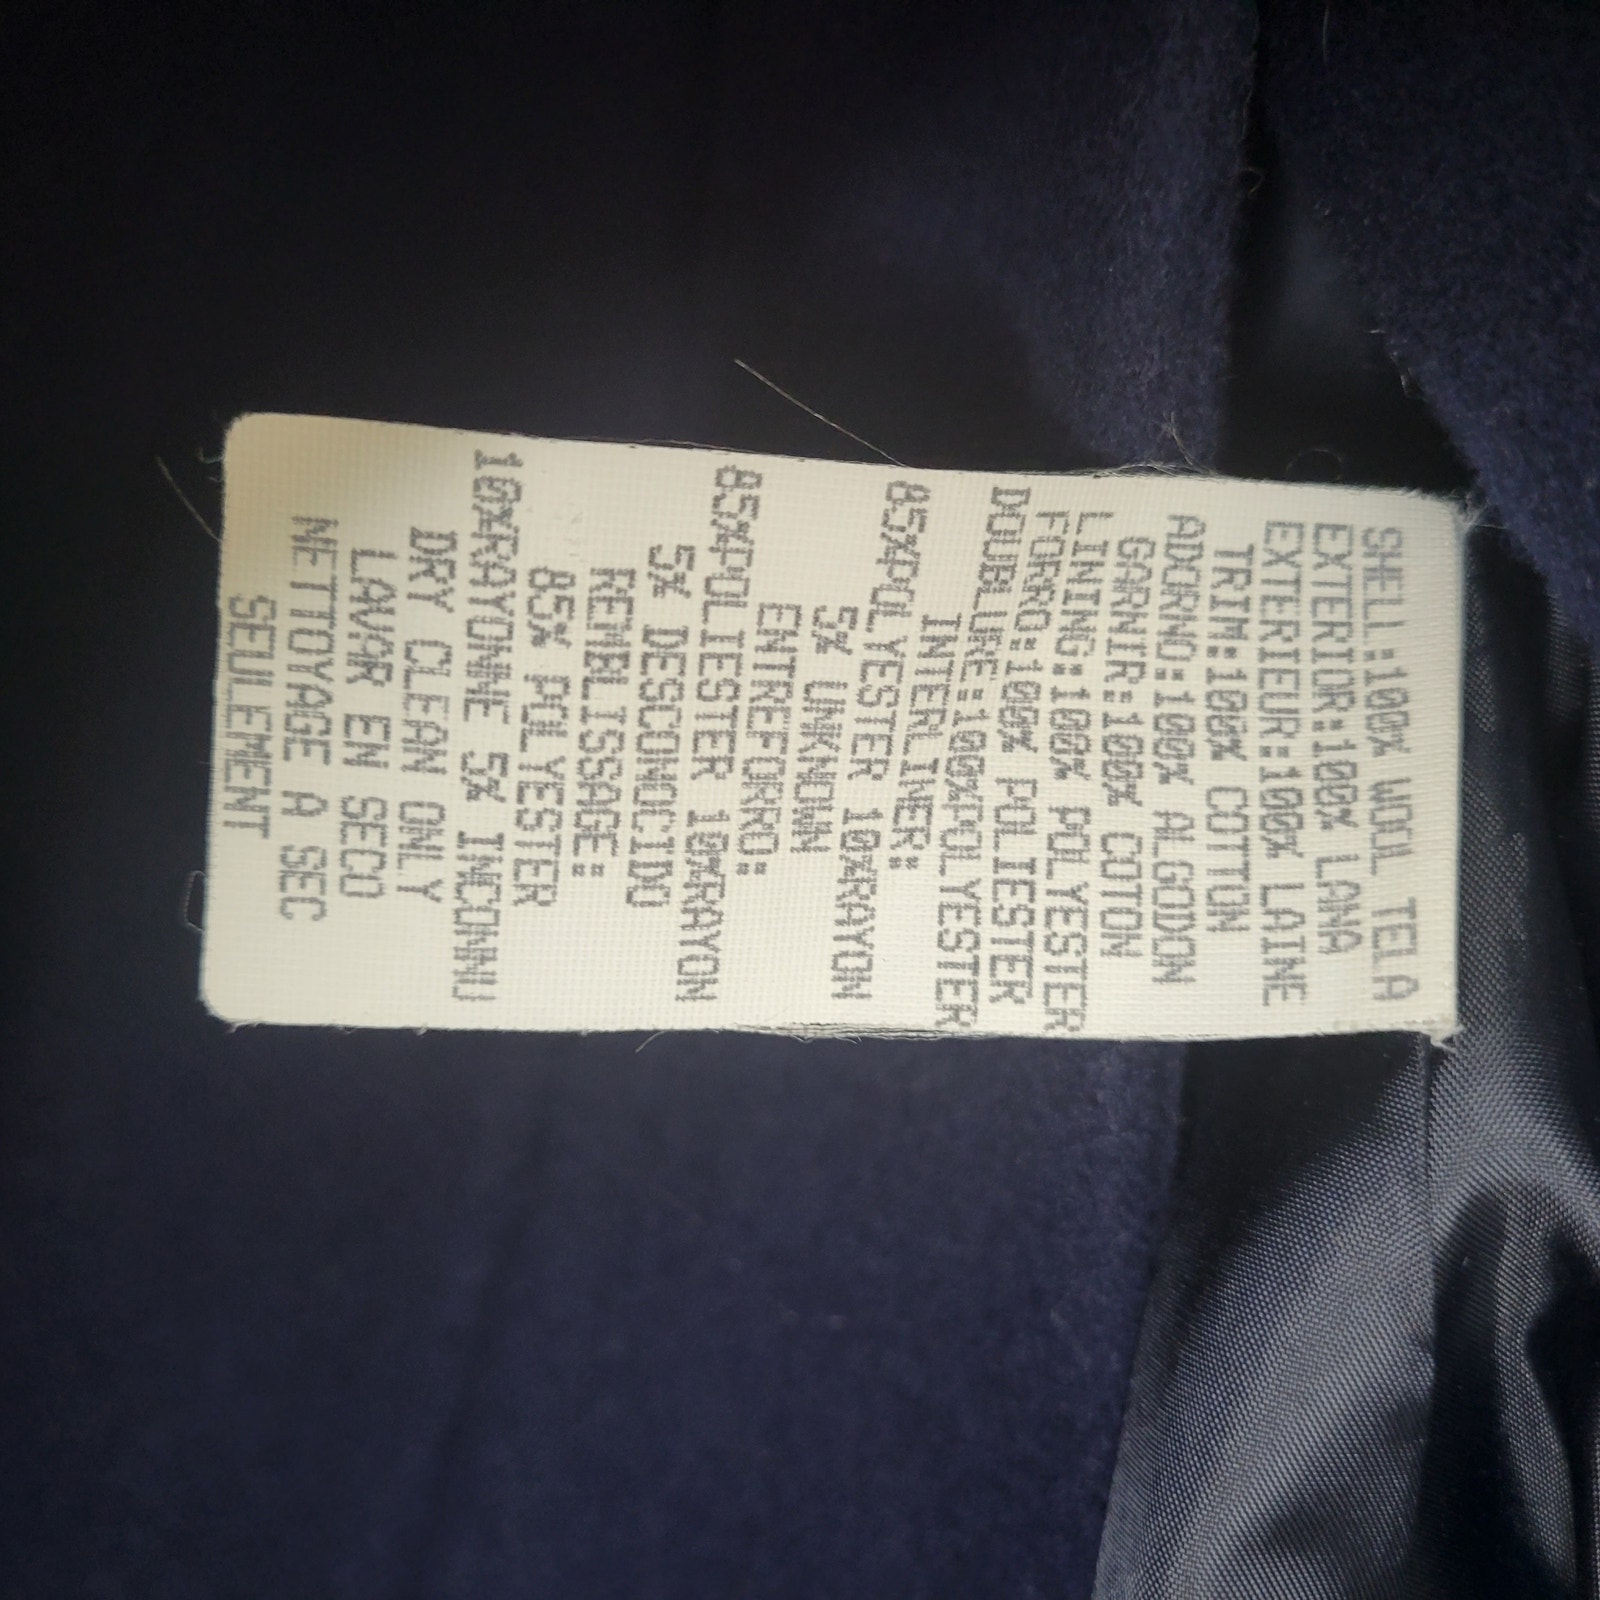 SHELL:100% WOOL TELA
EXTERIOR:100% LANA
EXTERIEUR:100% LAINE
TRIM:100% COTTON
ADORNO:100% ALGODON
GARNIR:100% COTON
LINING:100% POLYESTER
FORRO:100% POLIESTER
DOUBLURE:100%POLYESTER
INTERLINER:
85%POLYESTER 10%RAYON
5% UNKNOWN
ENTREFORRO:
85%POLIESTER 10%RAYON
5% DESCONOCIDO
REMBLISSAGE:
85% POLYESTER
10%RAYONNE 5% INCONNU
DRY CLEAN ONLY
LAVAR EN SECO
NETTOYAGE A SEC
SEULEMENT